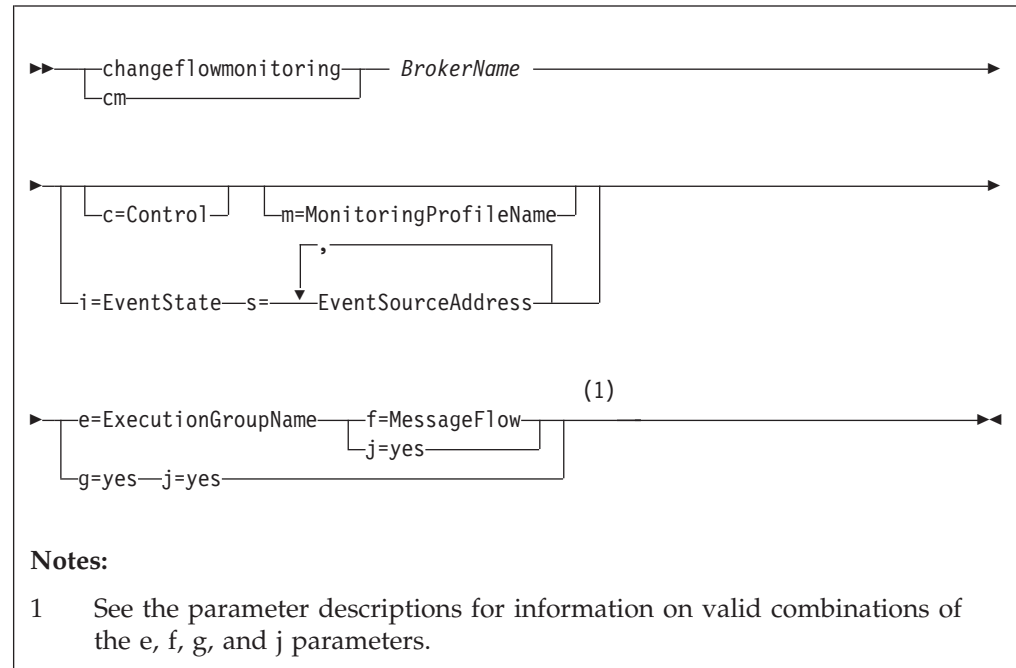 changeflowmonitoring BrokerName
cm
c=Control m=MonitoringProfileName
,
i=EventState s= EventSourceAddress
(1)
e=ExecutionGroupName f=MessageFlow
j=yes
g=yes j=yes
Notes:
1 See the parameter descriptions for information on valid combinations of
the e, f, g, and j parameters.